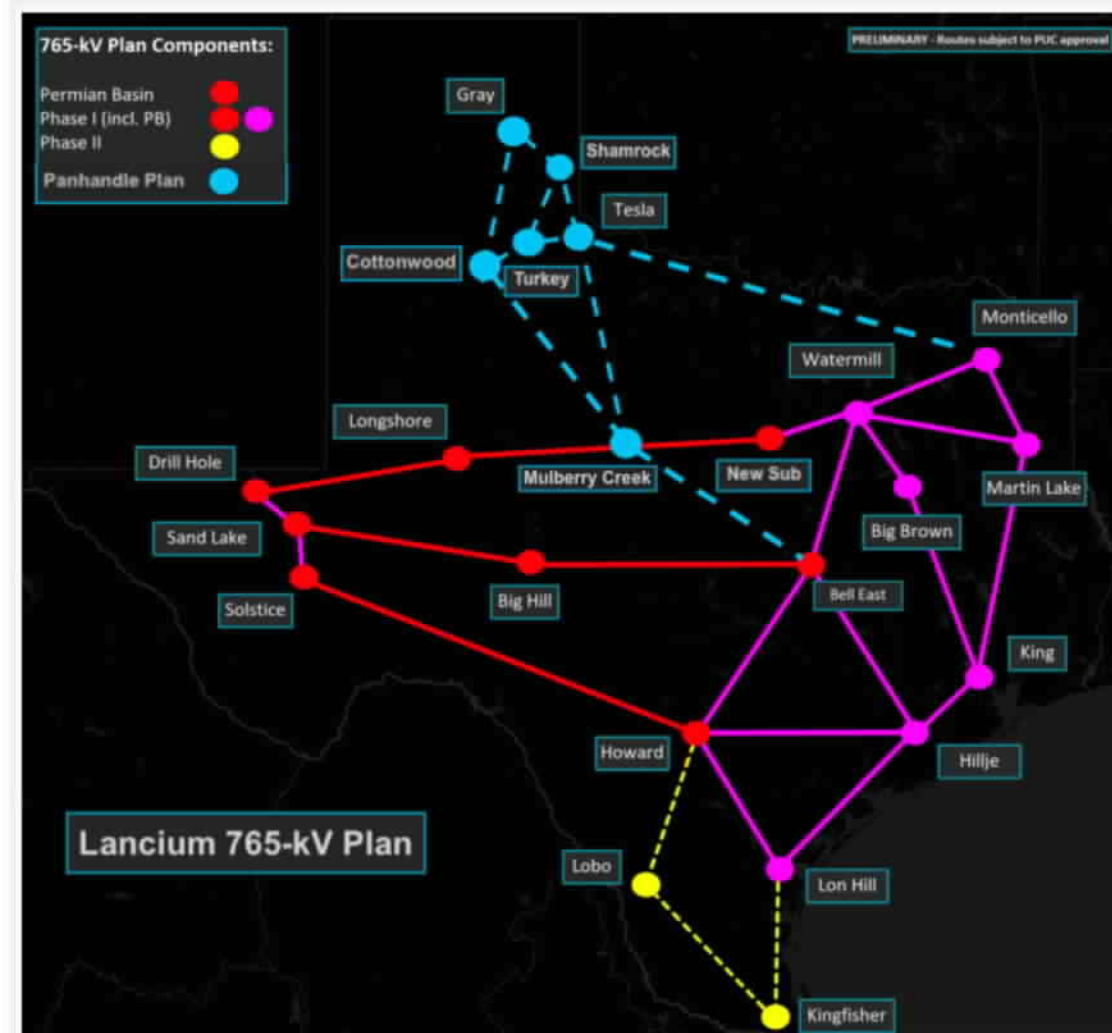 765-kV Plan Components:
PRELIMINARY - Routes subject to PUC approval
Permian Basin
Phase I (incl. PB)
Phase II
Panhandle Plan
Gray
Shamrock
Tesla
Cottonwood
Turkey
Monticello
Watermill
Longshore
Drill Hole
Mulberry Creek
New Sub
Martin Lake
Sand Lake
Big Brown
Solstice
Big Hill
Bell East
King
Howard
Hillje
Lancium 765-kV Plan
Lobo
Lon Hill
Kingfisher